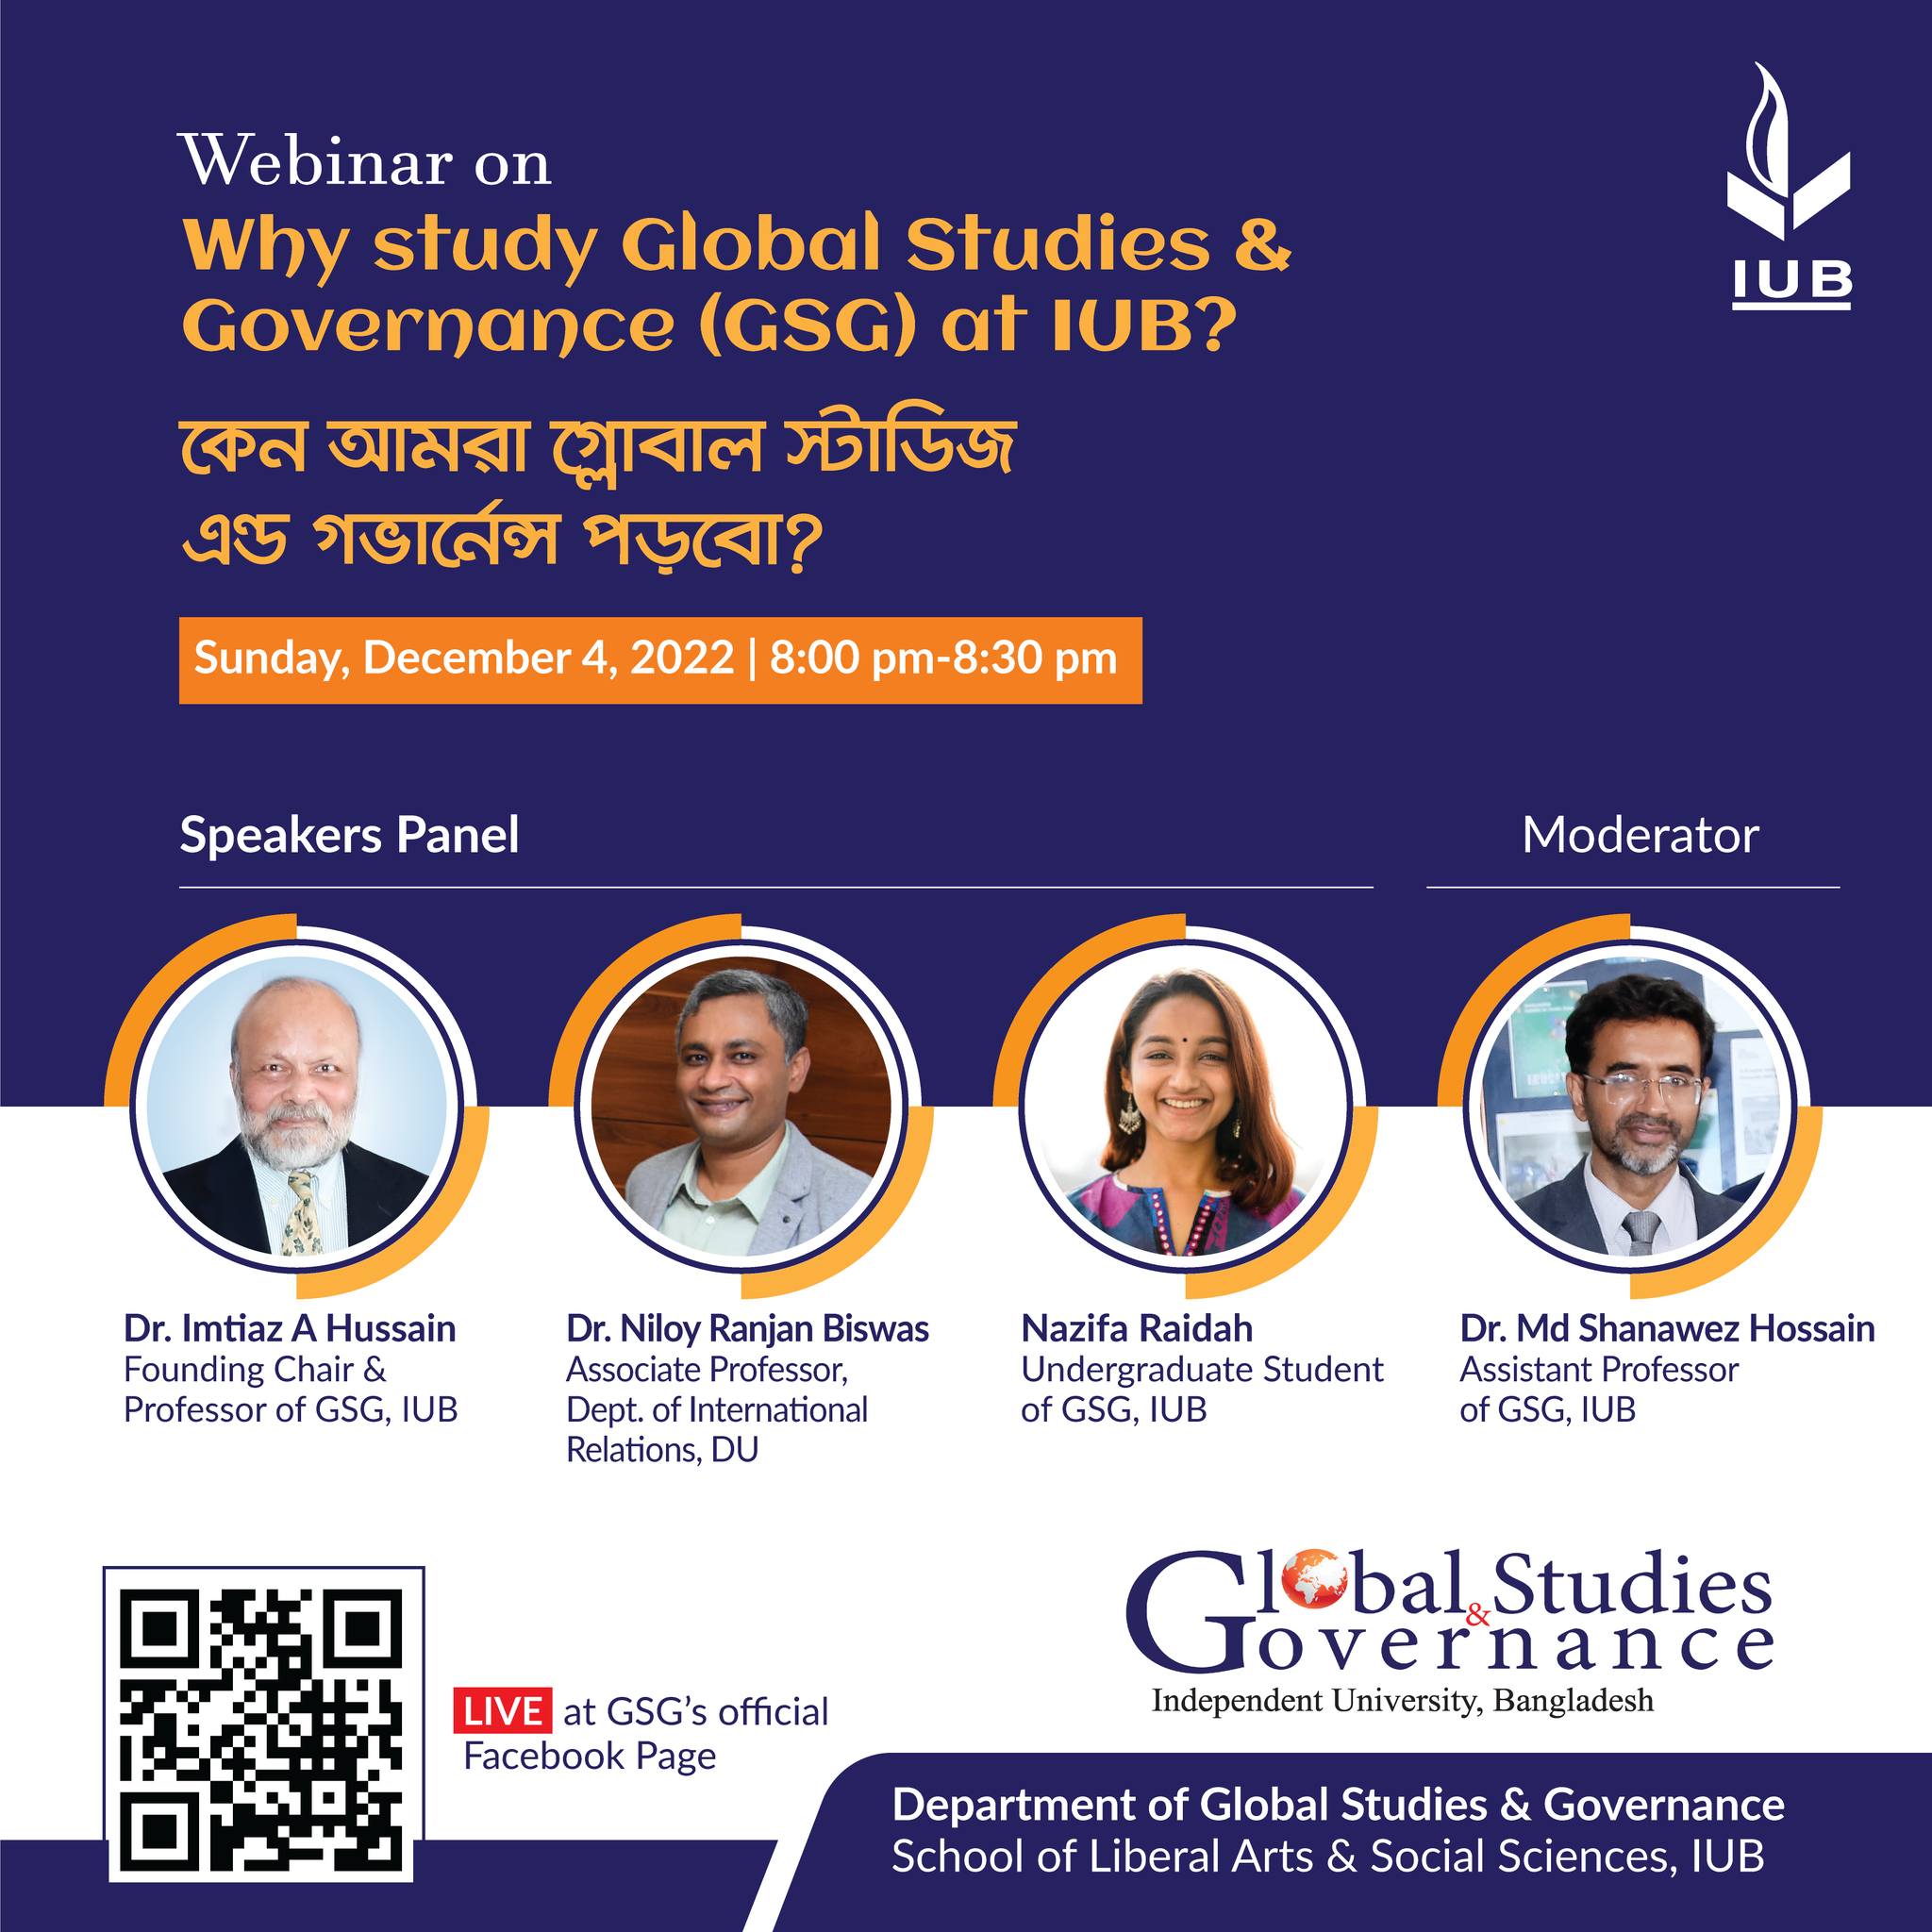 Webinar on
Why study Global Studies &
Governance (GSG) at IUB?
কেন আমরা গ্লোবাল স্টাডিজ
এণ্ড গভার্নেন্স পড়বো?
IUB
Sunday, December 4, 2022 | 8:00 pm-8:30 pm
Speakers Panel
Moderator
Dr. Imtiaz A Hussain
Founding Chair &
Professor of GSG, IUB
Dr. Niloy Ranjan Biswas
Associate Professor,
Dept. of International
Relations, DU
Nazifa Raidah
Undergraduate Student
of GSG, IUB
Dr. Md Shanawez Hossain
Assistant Professor
of GSG, IUB
LIVE at GSG's official
Facebook Page
Global Studies
& Governance
Independent University, Bangladesh
Department of Global Studies & Governance
School of Liberal Arts & Social Sciences, IUB